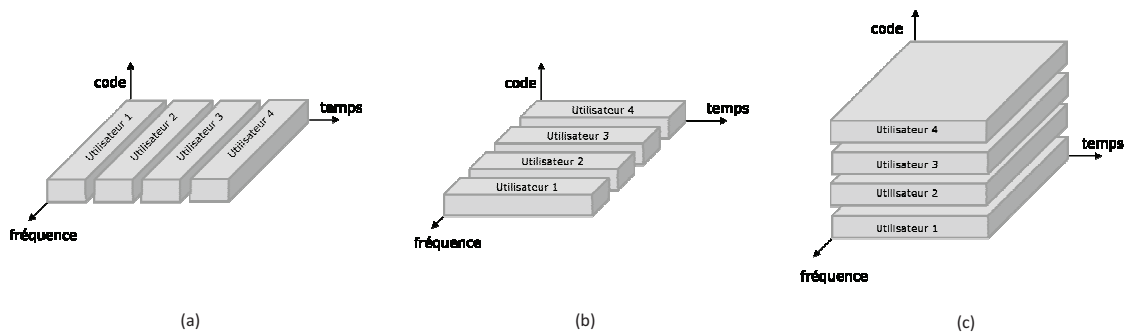 code
temps
Utilisateur 1
Utilisateur 2
Utilisateur 3
Utilisateur 4
fréquence
(a)
code
temps
Utilisateur 4
Utilisateur 3
Utilisateur 2
Utilisateur 1
fréquence
(b)
code
Utilisateur 4
temps
Utilisateur 3
Utilisateur 2
Utilisateur 1
fréquence
(c)